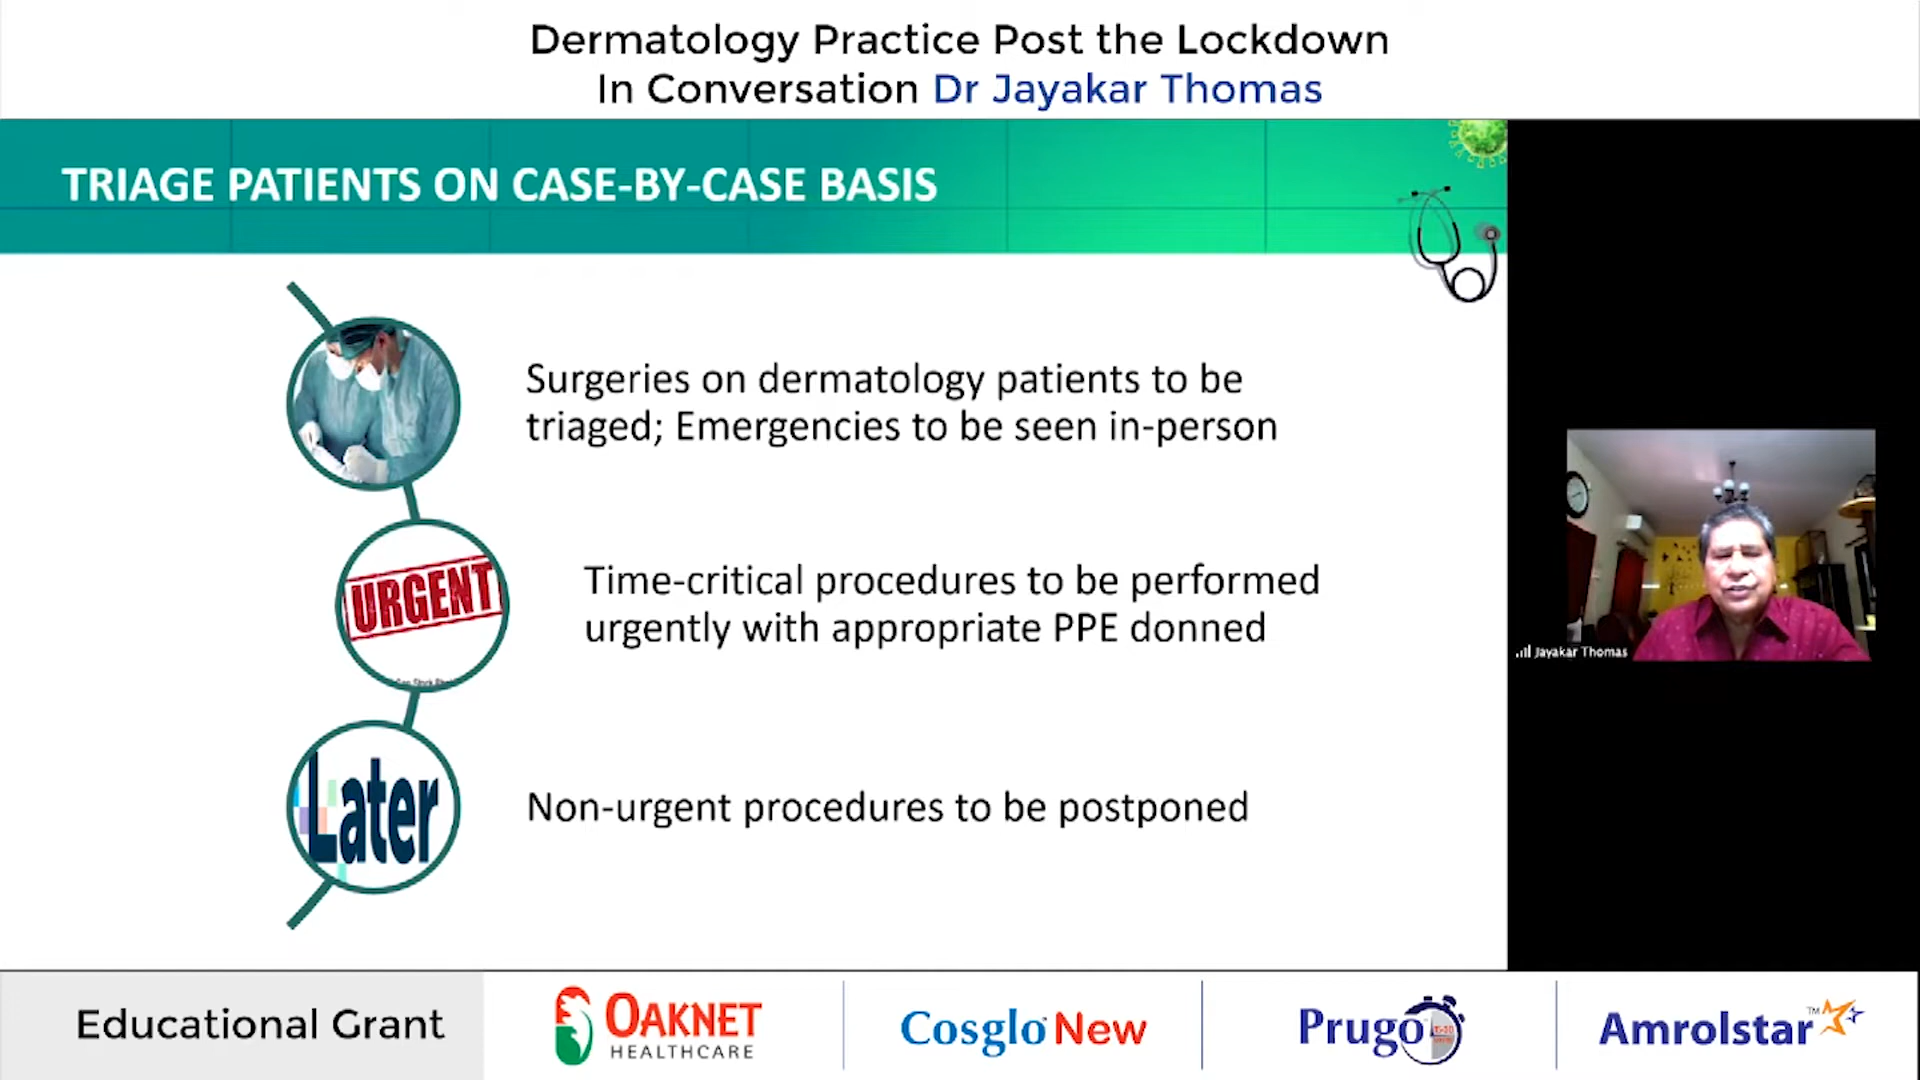 Dermatology Practice Post the Lockdown
In Conversation Dr Jayakar Thomas
TRIAGE PATIENTS ON CASE-BY-CASE BASIS
Surgeries on dermatology patients to be
triaged; Emergencies to be seen in-person
URGENT
Time-critical procedures to be performed
urgently with appropriate PPE donned
Later
Non-urgent procedures to be postponed
Jayakar Thomas
Educational Grant
OAKNET
HEALTHCARE
Cosglo New
Prugo
Amrolstar™